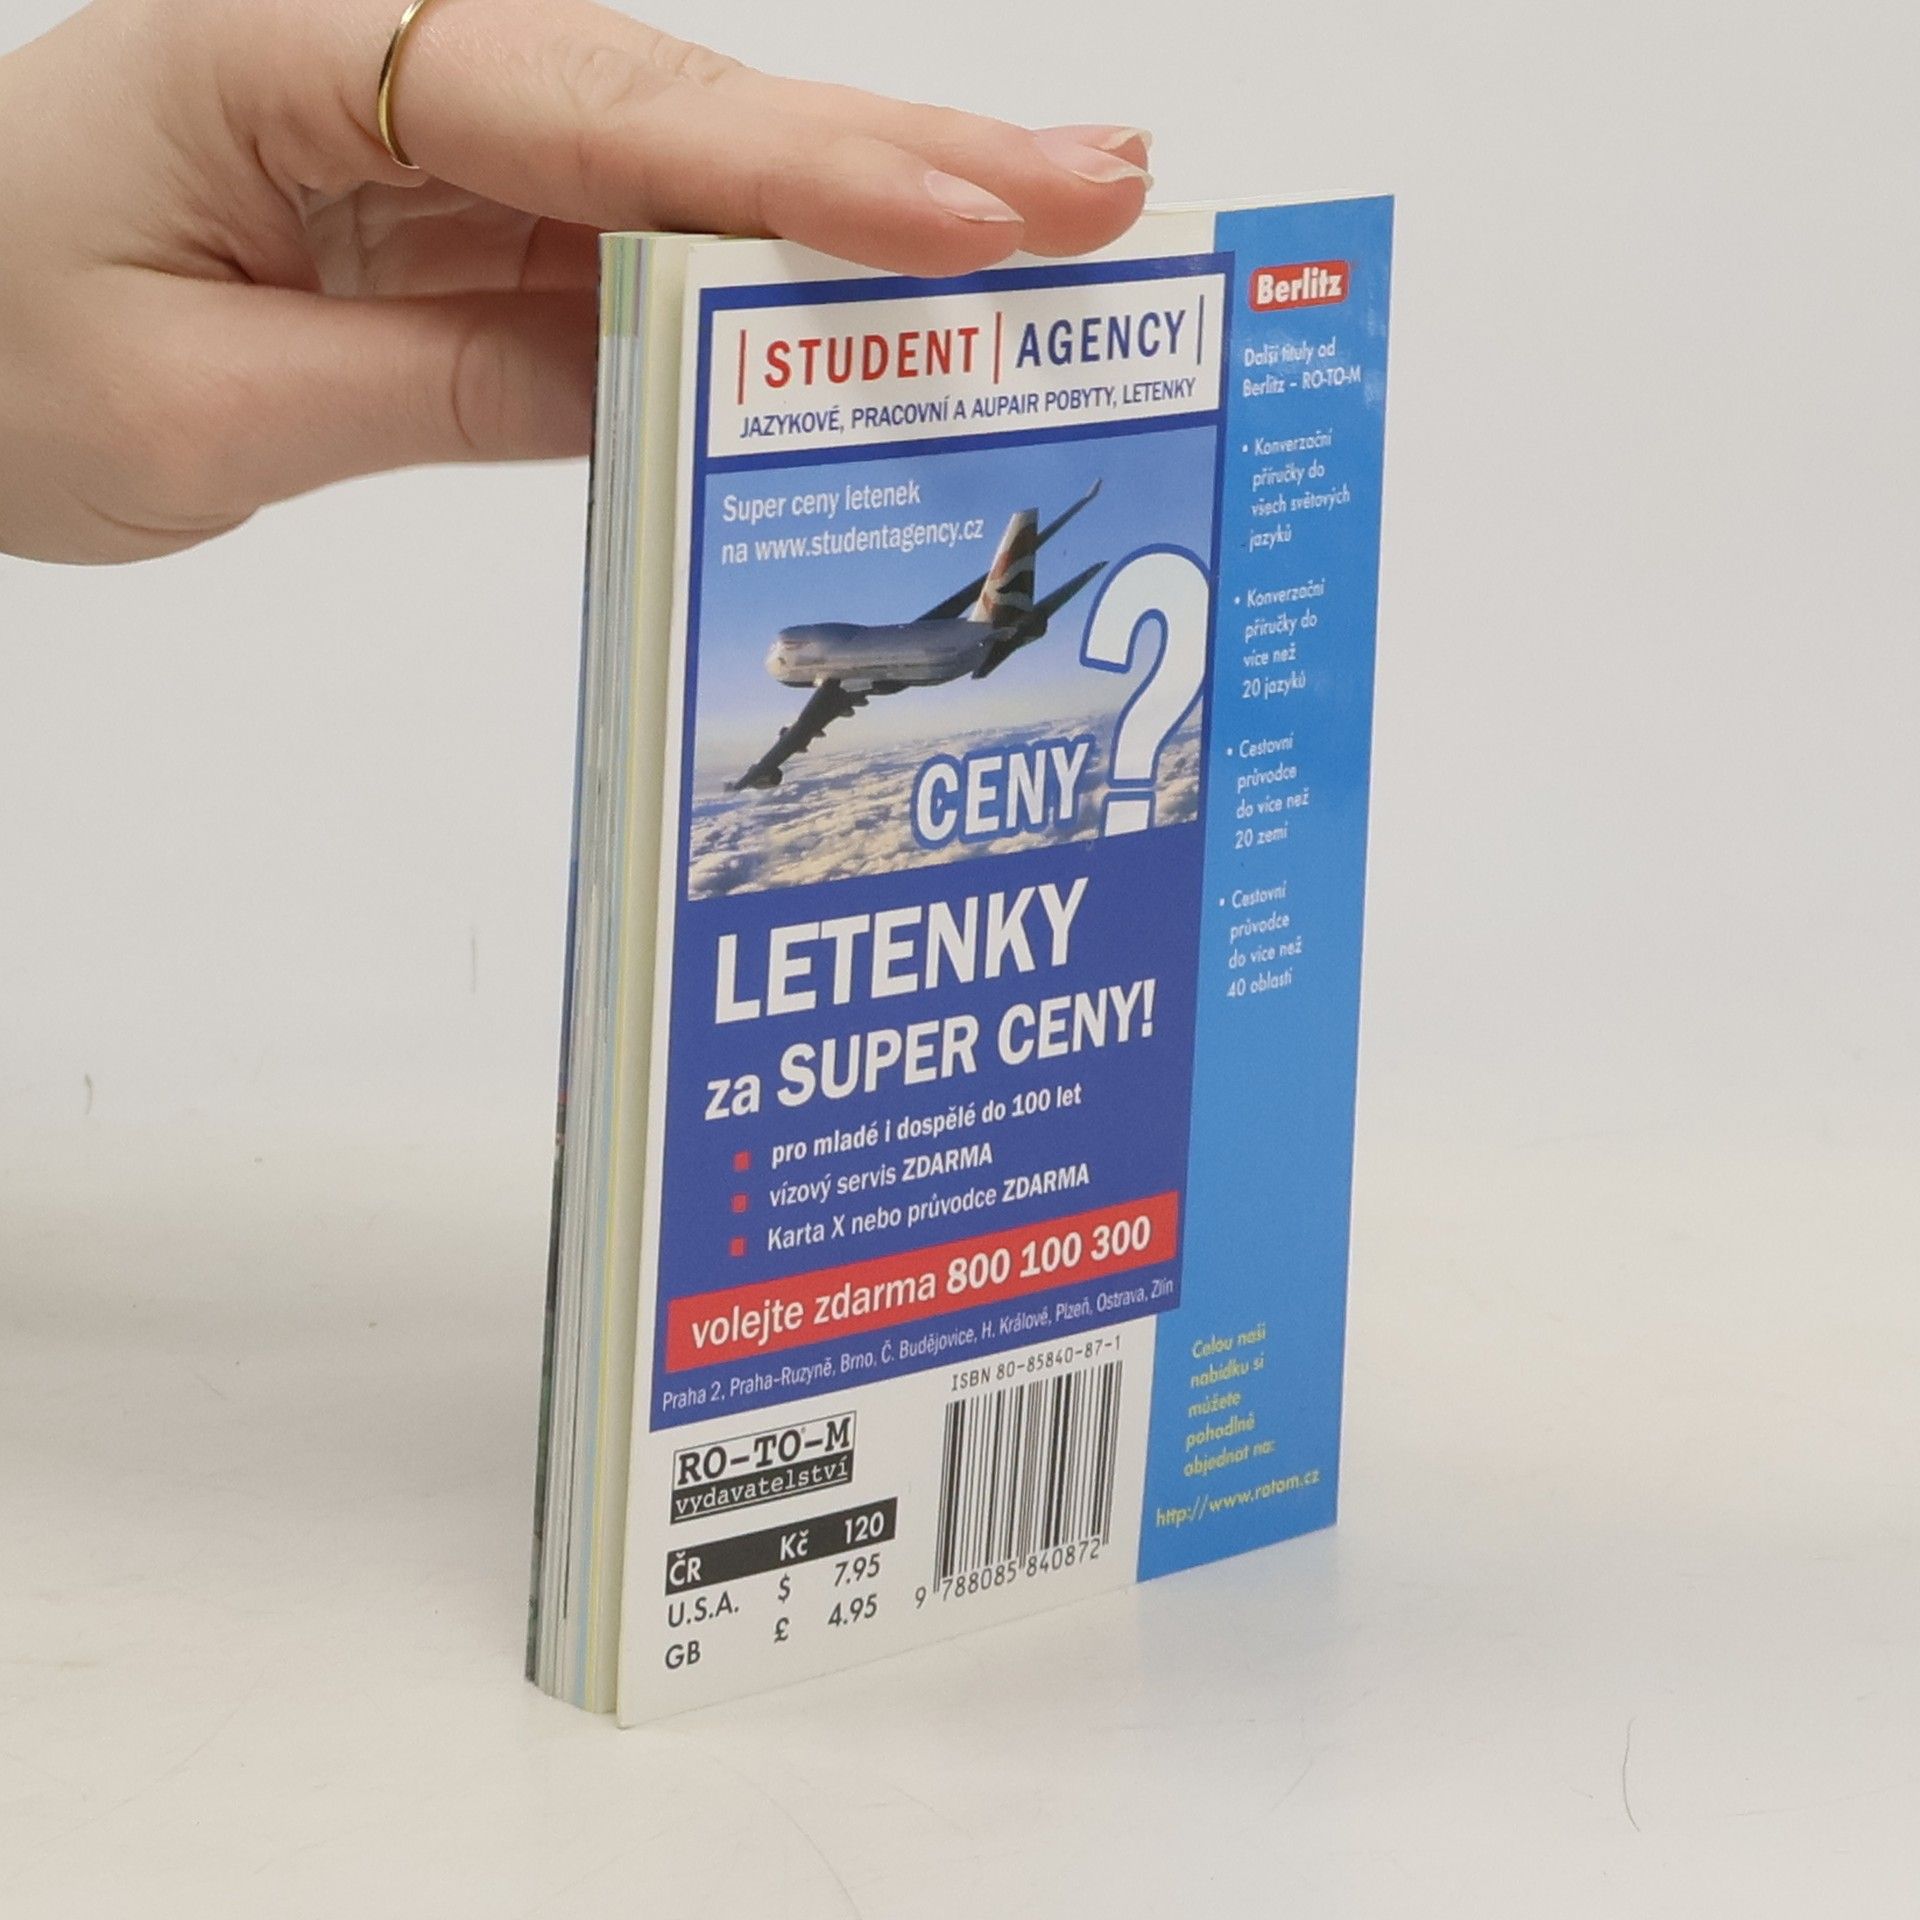 |STUDENT|AGENCY|
JAZYKOVÉ, PRACOVNÍ A AUPAIR POBYTY, LETENKY
Super ceny letenek
na www.studentagency.cz
CENY?
LETENKY
za SUPER CENY!
pro mladé i dospělé do 100 let
vízový servis ZDARMA
Karta X nebo průvodce ZDARMA
volejte zdarma 800 100 300
Praha 2, Praha-Ruzyně, Brno, Č. Budějovice, H. Králové, Plzeň, Ostrava, Zlín
RO-TO-M
vydavatelství
ČR Kč 120
U.S.A. $ 7.95
GB £ 4.95
ISBN 80-85840-87-1
9 788085 840872
Berlitz
Další tituly od
Berlitz – RO-TO-M
• Konverzační
příručky do
všech světových
jazyků
• Konverzační
příručky do
více než
20 jazyků
• Cestovní
průvodce
do více než
20 zemí
• Cestovní
průvodce
do více než
40 oblastí
Celou naši
nabídku si
můžete
pohodlně
objednat na:
http://www.rotom.cz